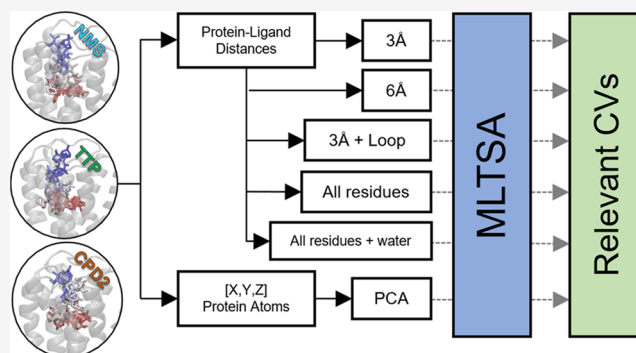 NMS
TTP
CPD2
Protein-Ligand
Distances
[X,Y,Z]
Protein Atoms
3Å
6Å
3Å + Loop
All residues
All residues + water
PCA
MLTSA
Relevant CVs